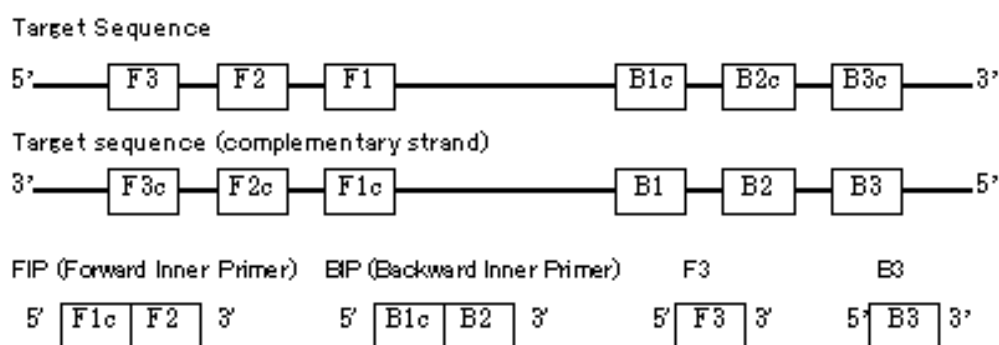 Target Sequence
5' F3 F2 F1 B1c B2c B3c 3'
Target sequence (complementary strand)
3' F3c F2c F1c B1 B2 B3 5'
FIP (Forward Inner Primer) BIP (Backward Inner Primer) F3 B3
5' F1c F2 3' 5' B1c B2 3' 5' F3 3' 5' B3 3'